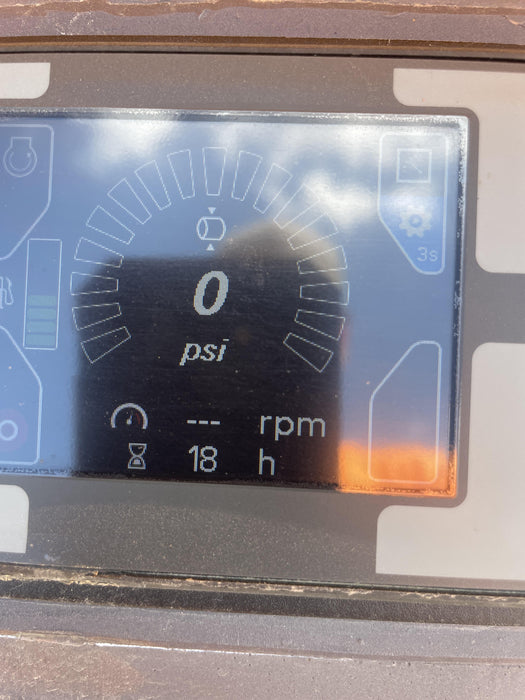 3s
0
psi
--- rpm
18 h